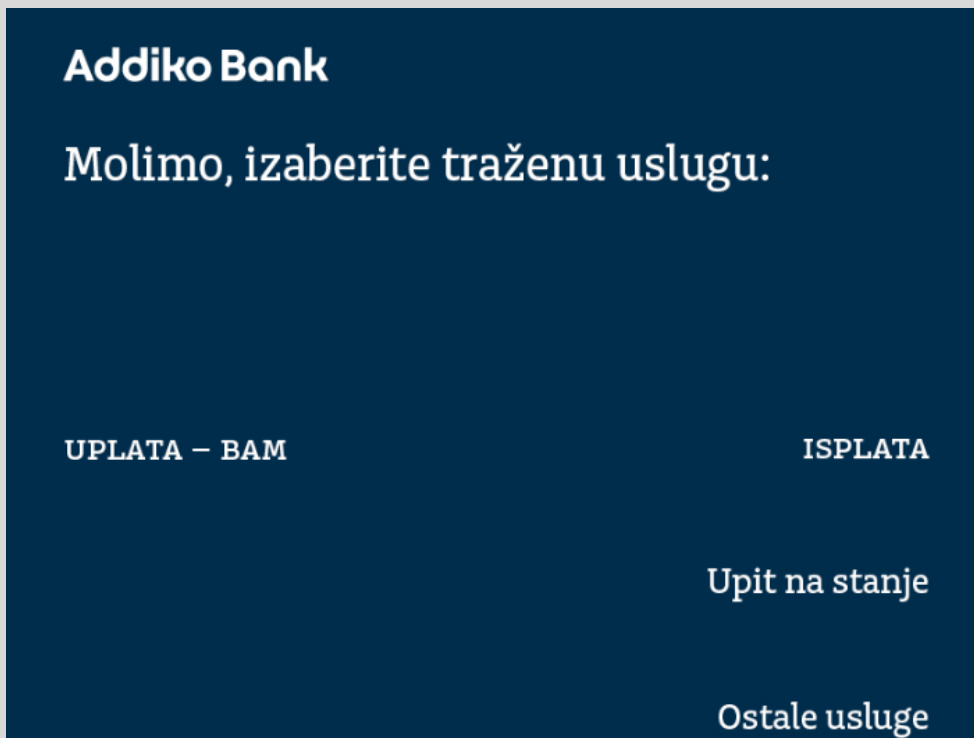 Addiko Bank
Molimo, izaberite traženu uslugu:
UPLATA – BAM
ISPLATA
Upit na stanje
Ostale usluge